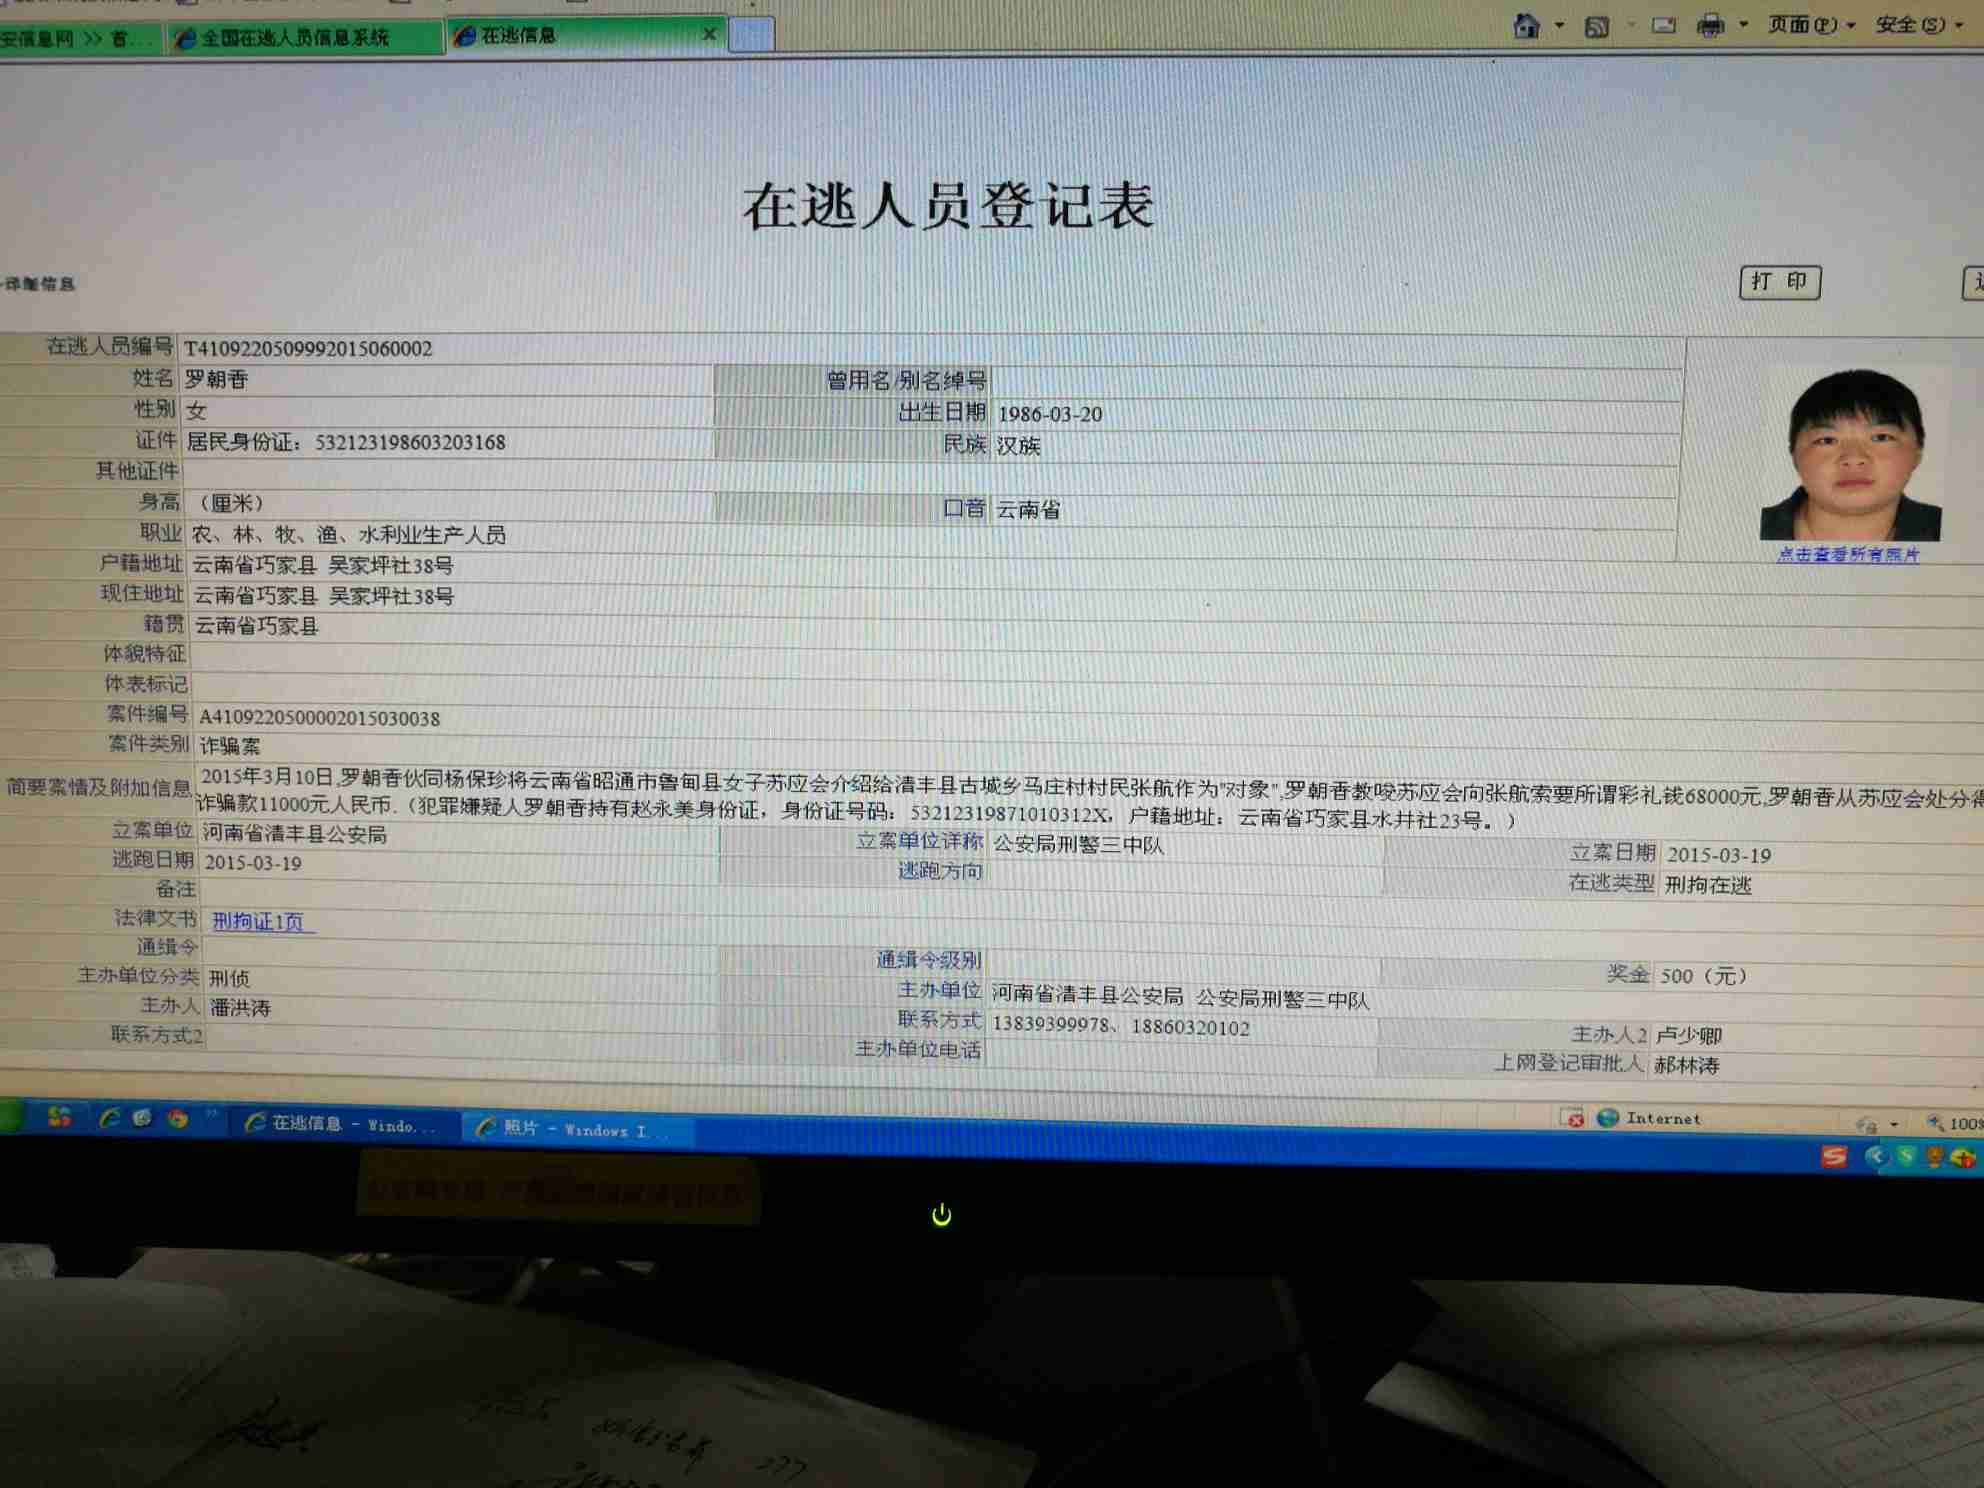 安信息网 >> 首...
全国在逃人员信息系统
在逃信息
页面(P)
安全(S)
在逃人员登记表
详细信息
打 印
在逃人员编号 T4109220509992015060002
姓名 罗朝香 曾用名/别名绰号
性别 女 出生日期 1986-03-20
证件 居民身份证：532123198603203168 民族 汉族
其他证件
身高 （厘米） 口音 云南省
职业 农、林、牧、渔、水利业生产人员
户籍地址 云南省巧家县 吴家坪社38号
现住地址 云南省巧家县 吴家坪社38号
籍贯 云南省巧家县
点击查看所有照片
体貌特征
体表标记
案件编号 A4109220500002015030038
案件类别 诈骗案
简要案情及附加信息 2015年3月10日,罗朝香伙同杨保珍将云南省昭通市鲁甸县女子苏应会介绍给清丰县古城乡马庄村村民张航作为"对象",罗朝香教唆苏应会向张航索要所谓彩礼钱68000元,罗朝香从苏应会处分得
诈骗款11000元人民币.（犯罪嫌疑人罗朝香持有赵永美身份证，身份证号码：53212319871010312X，户籍地址：云南省巧家县水井社23号。）
立案单位 河南省清丰县公安局 立案单位详称 公安局刑警三中队 立案日期 2015-03-19
逃跑日期 2015-03-19 逃跑方向 在逃类型 刑拘在逃
备注
法律文书 刑拘证1页
通缉令 通缉令级别 奖金 500（元）
主办单位分类 刑侦 主办单位 河南省清丰县公安局 公安局刑警三中队
主办人 潘洪涛 联系方式 13839399978、18860320102 主办人2 卢少卿
联系方式2 主办单位电话 上网登记审批人 郝林涛
Internet
100%
在逃信息 - Windo...
照片 - Windows I...